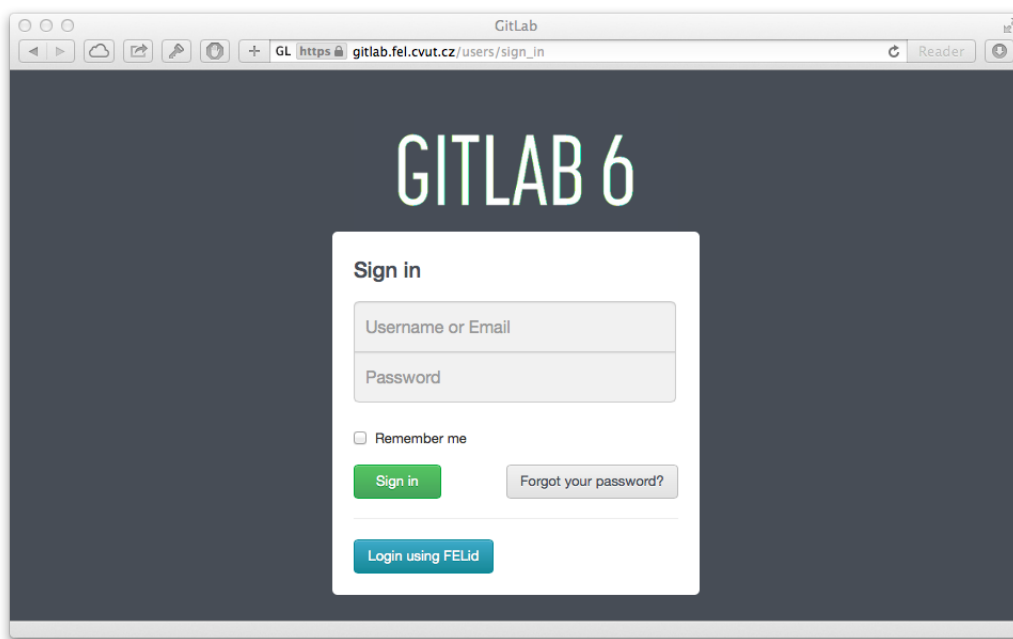 GitLab
GL https gitlab.fel.cvut.cz/users/sign_in Reader
GITLAB 6
Sign in
Username or Email
Password
Remember me
Sign in Forgot your password?
Login using FELid